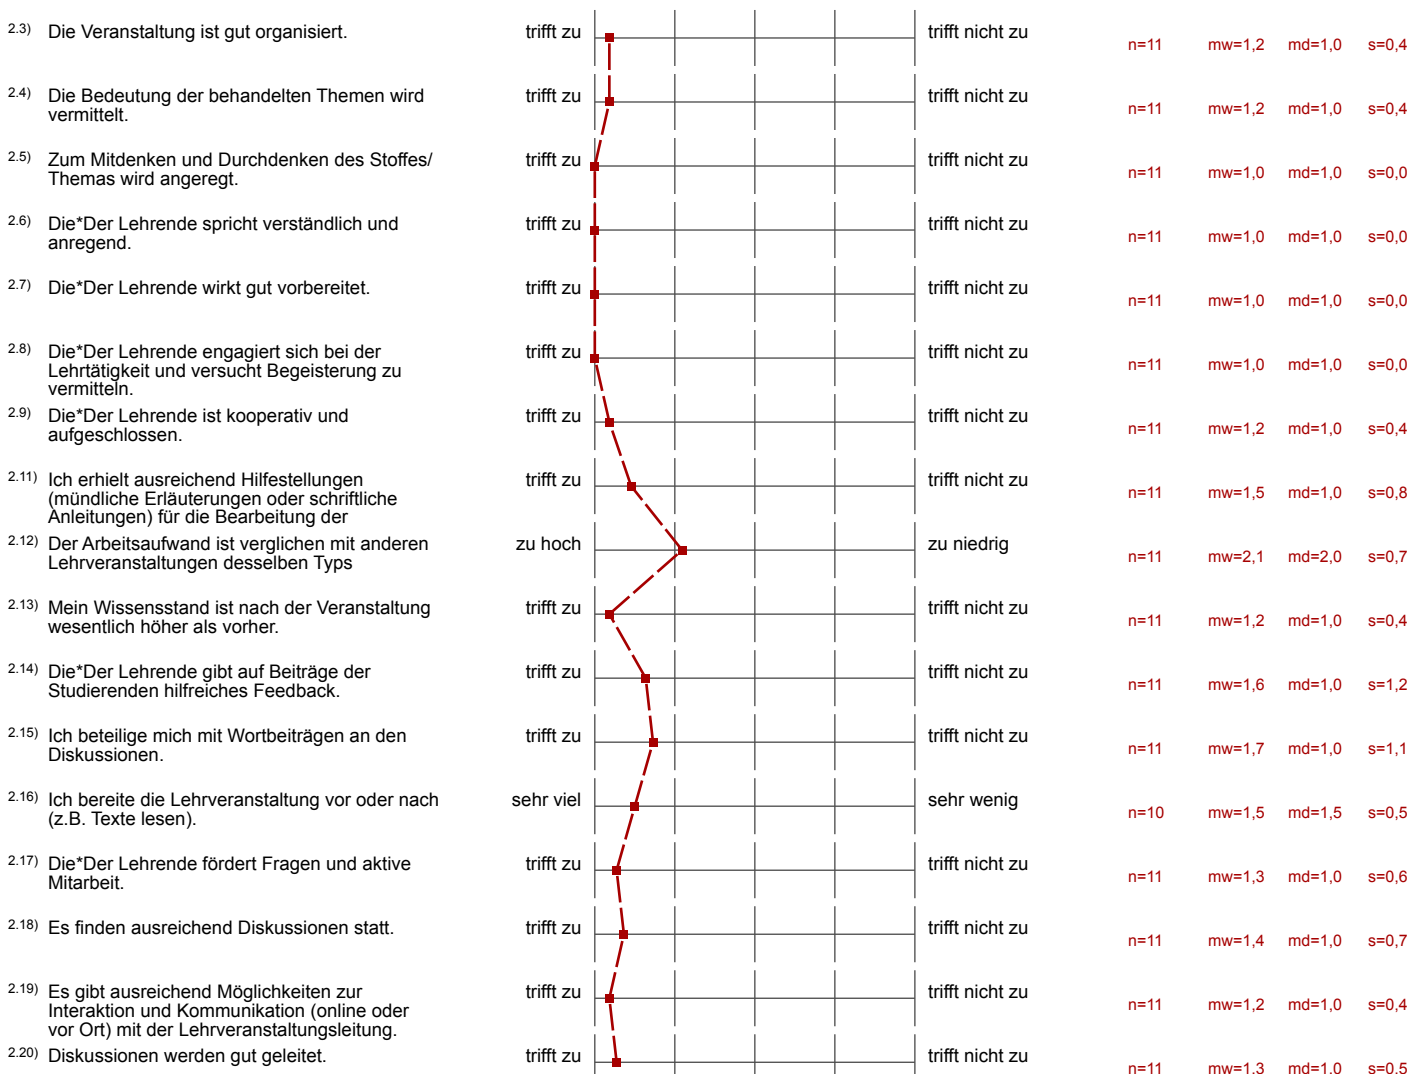 2.3) Die Veranstaltung ist gut organisiert. trifft zu trifft nicht zu n=11 mw=1,2 md=1,0 s=0,4
2.4) Die Bedeutung der behandelten Themen wird trifft zu trifft nicht zu n=11 mw=1,2 md=1,0 s=0,4
vermittelt.
2.5) Zum Mitdenken und Durchdenken des Stoffes/ trifft zu trifft nicht zu n=11 mw=1,0 md=1,0 s=0,0
Themas wird angeregt.
2.6) Die*Der Lehrende spricht verständlich und trifft zu trifft nicht zu n=11 mw=1,0 md=1,0 s=0,0
anregend.
2.7) Die*Der Lehrende wirkt gut vorbereitet. trifft zu trifft nicht zu n=11 mw=1,0 md=1,0 s=0,0
2.8) Die*Der Lehrende engagiert sich bei der trifft zu trifft nicht zu n=11 mw=1,0 md=1,0 s=0,0
Lehrtätigkeit und versucht Begeisterung zu
vermitteln.
2.9) Die*Der Lehrende ist kooperativ und trifft zu trifft nicht zu n=11 mw=1,2 md=1,0 s=0,4
aufgeschlossen.
2.11) Ich erhielt ausreichend Hilfestellungen trifft zu trifft nicht zu n=11 mw=1,5 md=1,0 s=0,8
(mündliche Erläuterungen oder schriftliche
Anleitungen) für die Bearbeitung der
2.12) Der Arbeitsaufwand ist verglichen mit anderen zu hoch zu niedrig n=11 mw=2,1 md=2,0 s=0,7
Lehrveranstaltungen desselben Typs
2.13) Mein Wissensstand ist nach der Veranstaltung trifft zu trifft nicht zu n=11 mw=1,2 md=1,0 s=0,4
wesentlich höher als vorher.
2.14) Die*Der Lehrende gibt auf Beiträge der trifft zu trifft nicht zu n=11 mw=1,6 md=1,0 s=1,2
Studierenden hilfreiches Feedback.
2.15) Ich beteilige mich mit Wortbeiträgen an den trifft zu trifft nicht zu n=11 mw=1,7 md=1,0 s=1,1
Diskussionen.
2.16) Ich bereite die Lehrveranstaltung vor oder nach sehr viel sehr wenig n=10 mw=1,5 md=1,5 s=0,5
(z.B. Texte lesen).
2.17) Die*Der Lehrende fördert Fragen und aktive trifft zu trifft nicht zu n=11 mw=1,3 md=1,0 s=0,6
Mitarbeit.
2.18) Es finden ausreichend Diskussionen statt. trifft zu trifft nicht zu n=11 mw=1,4 md=1,0 s=0,7
2.19) Es gibt ausreichend Möglichkeiten zur trifft zu trifft nicht zu n=11 mw=1,2 md=1,0 s=0,4
Interaktion und Kommunikation (online oder
vor Ort) mit der Lehrveranstaltungsleitung.
2.20) Diskussionen werden gut geleitet. trifft zu trifft nicht zu n=11 mw=1,3 md=1,0 s=0,5